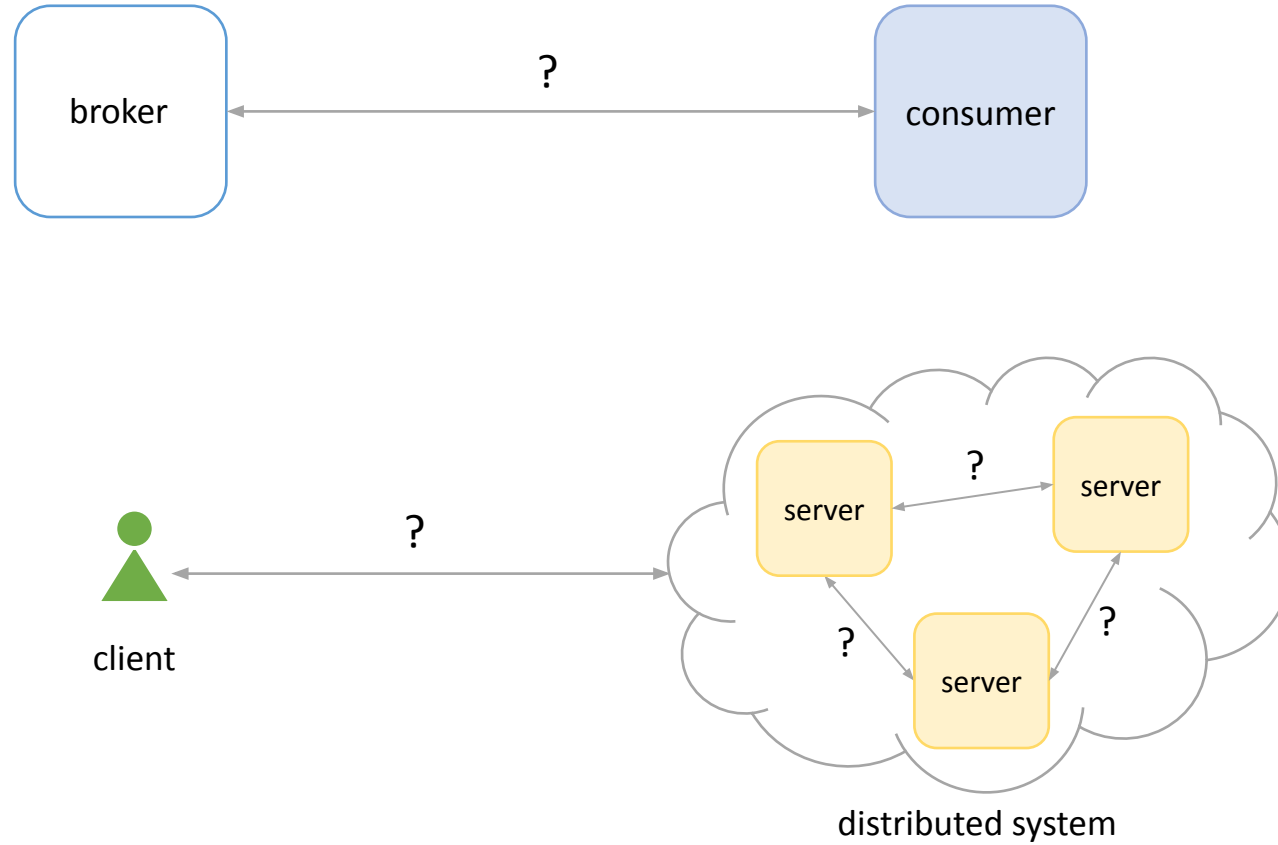 ?
broker
consumer
?
server
server
?
?
?
server
client
distributed system